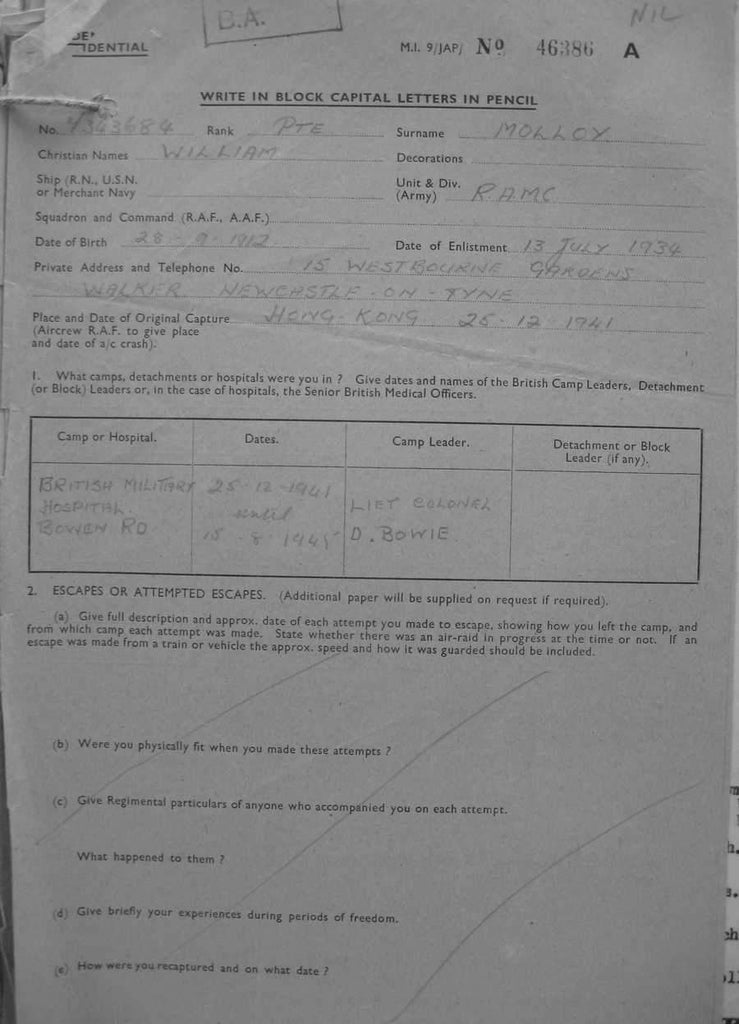 B.A.
NIL
IDENTIAL
M.I. 9/JAP/ No 46386 A
WRITE IN BLOCK CAPITAL LETTERS IN PENCIL
No. 4343684 Rank PTE Surname MOLLOY
Christian Names WILLIAM Decorations
Ship (R.N., U.S.N. or Merchant Navy
Unit & Div. (Army) R.A.M.C
Squadron and Command (R.A.F., A.A.F.)
Date of Birth 28-9-1912 Date of Enlistment 13 JULY 1934
Private Address and Telephone No. 15 WESTBOURNE GARDENS
WALKER NEWCASTLE-ON-TYNE
Place and Date of Original Capture HONG-KONG 25-12-1941
(Aircrew R.A.F. to give place
and date of a/c crash).
1. What camps, detachments or hospitals were you in ? Give dates and names of the British Camp Leaders, Detachment
(or Block) Leaders or, in the case of hospitals, the Senior British Medical Officers.
Camp or Hospital. Dates. Camp Leader. Detachment or Block
Leader (if any).
BRITISH MILITARY 25-12-1941
HOSPITAL until LIET COLONEL
BOWEN RD 15-8-1945 D. BOWIE
2. ESCAPES OR ATTEMPTED ESCAPES. (Additional paper will be supplied on request if required).
(a) Give full description and approx. date of each attempt you made to escape, showing how you left the camp, and
from which camp each attempt was made. State whether there was an air-raid in progress at the time or not. If an
escape was made from a train or vehicle the approx. speed and how it was guarded should be included.
(b) Were you physically fit when you made these attempts ?
(c) Give Regimental particulars of anyone who accompanied you on each attempt.
What happened to them ?
(d) Give briefly your experiences during periods of freedom.
(e) How were you recaptured and on what date ?